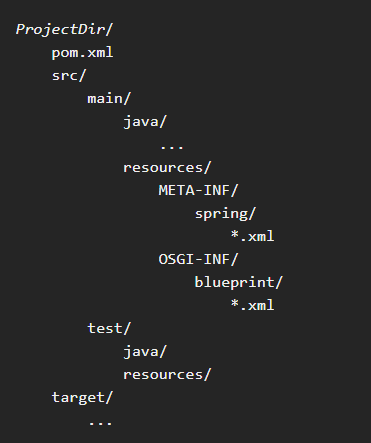 ProjectDir/
    pom.xml
    src/
        main/
            java/
                ...
            resources/
                META-INF/
                    spring/
                        *.xml
                OSGI-INF/
                    blueprint/
                        *.xml
        test/
            java/
            resources/
    target/
        ...